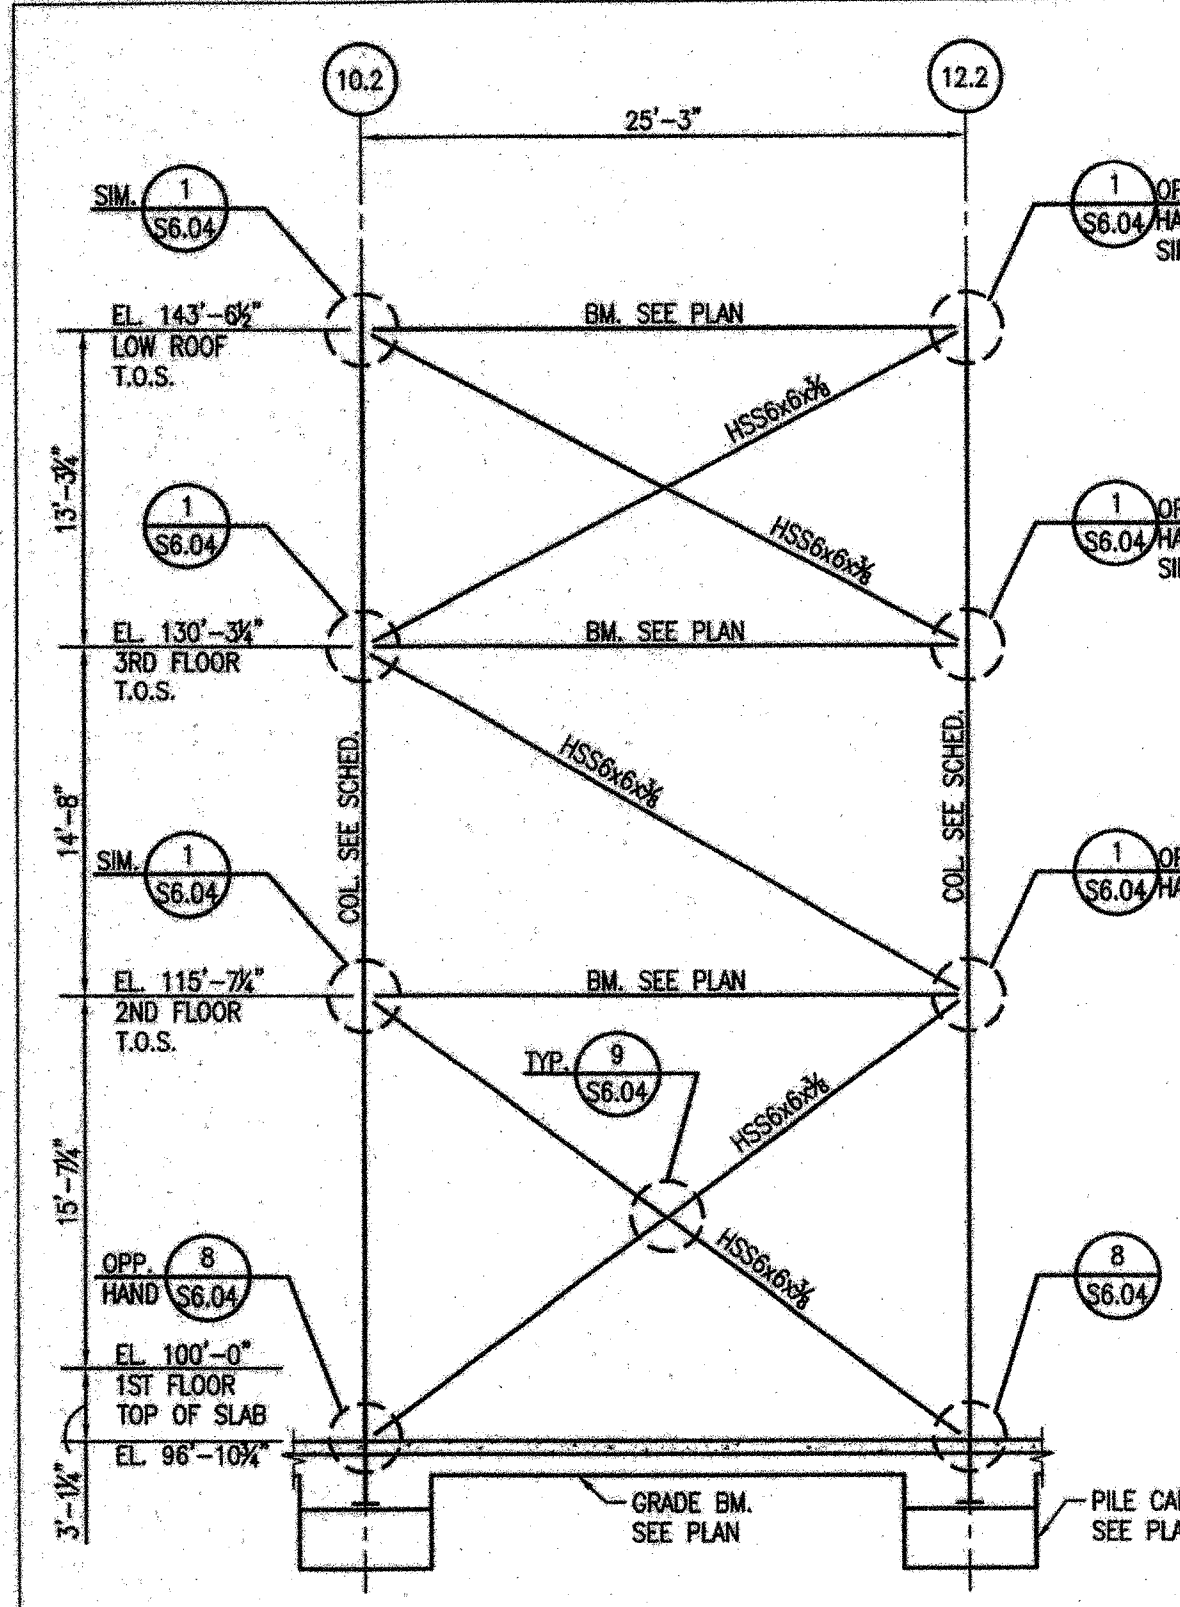 10.2
12.2
25'-3"
SIM.
1
S6.04
1
S6.04
EL. 143'-6½"
LOW ROOF
T.O.S.
BM. SEE PLAN
HSS6x6x⅜
13'-3¼"
1
S6.04
HSS6x6x⅜
1
S6.04
EL. 130'-3¼"
3RD FLOOR
T.O.S.
BM. SEE PLAN
COL. SEE SCHED.
HSS6x6x⅜
COL. SEE SCHED.
14'-8"
SIM.
1
S6.04
1
S6.04
EL. 115'-7¼"
2ND FLOOR
T.O.S.
BM. SEE PLAN
TYP.
9
S6.04
HSS6x6x⅜
15'-7¼"
OPP.
HAND
8
S6.04
HSS6x6x⅜
8
S6.04
EL. 100'-0"
1ST FLOOR
TOP OF SLAB
EL. 96'-10¾"
3'-1¼"
GRADE BM.
SEE PLAN
PILE
SEE